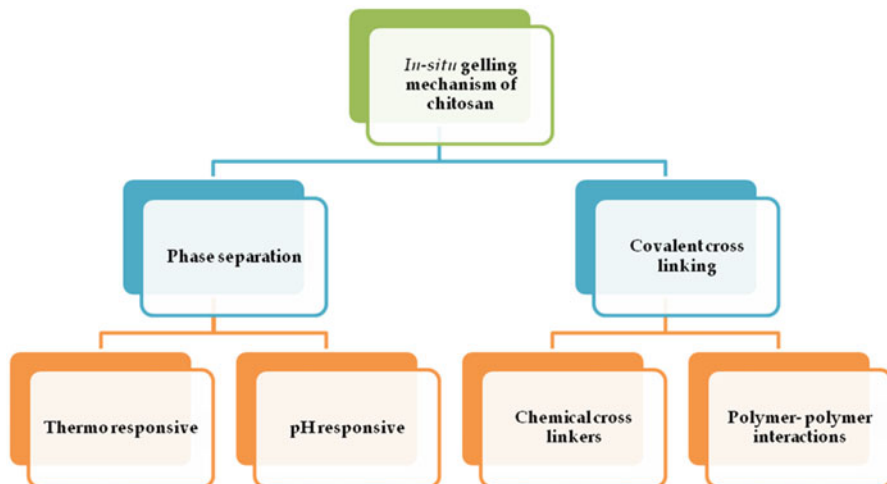 In-situ gelling
mechanism of
chitosan
Phase separation
Covalent cross
linking
Thermo responsive
pH responsive
Chemical cross
linkers
Polymer- polymer
interactions